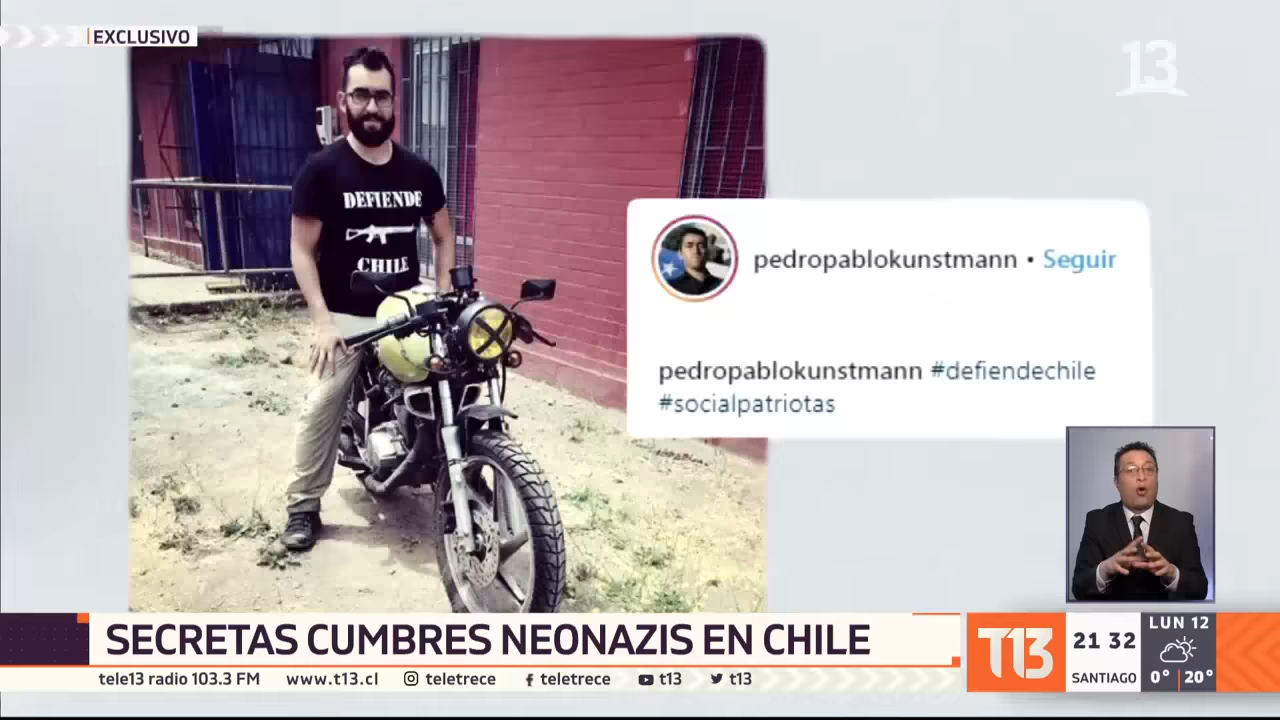 EXCLUSIVO
13
DEFIENDE
CHILE
pedropablokunstmann • Seguir
pedropablokunstmann #defiendechile
#socialpatriotas
SECRETAS CUMBRES NEONAZIS EN CHILE
tele13 radio 103.3 FM www.t13.cl teletrece teletrece t13 t13
T13
21 32
SANTIAGO
LUN 12
0° 20°